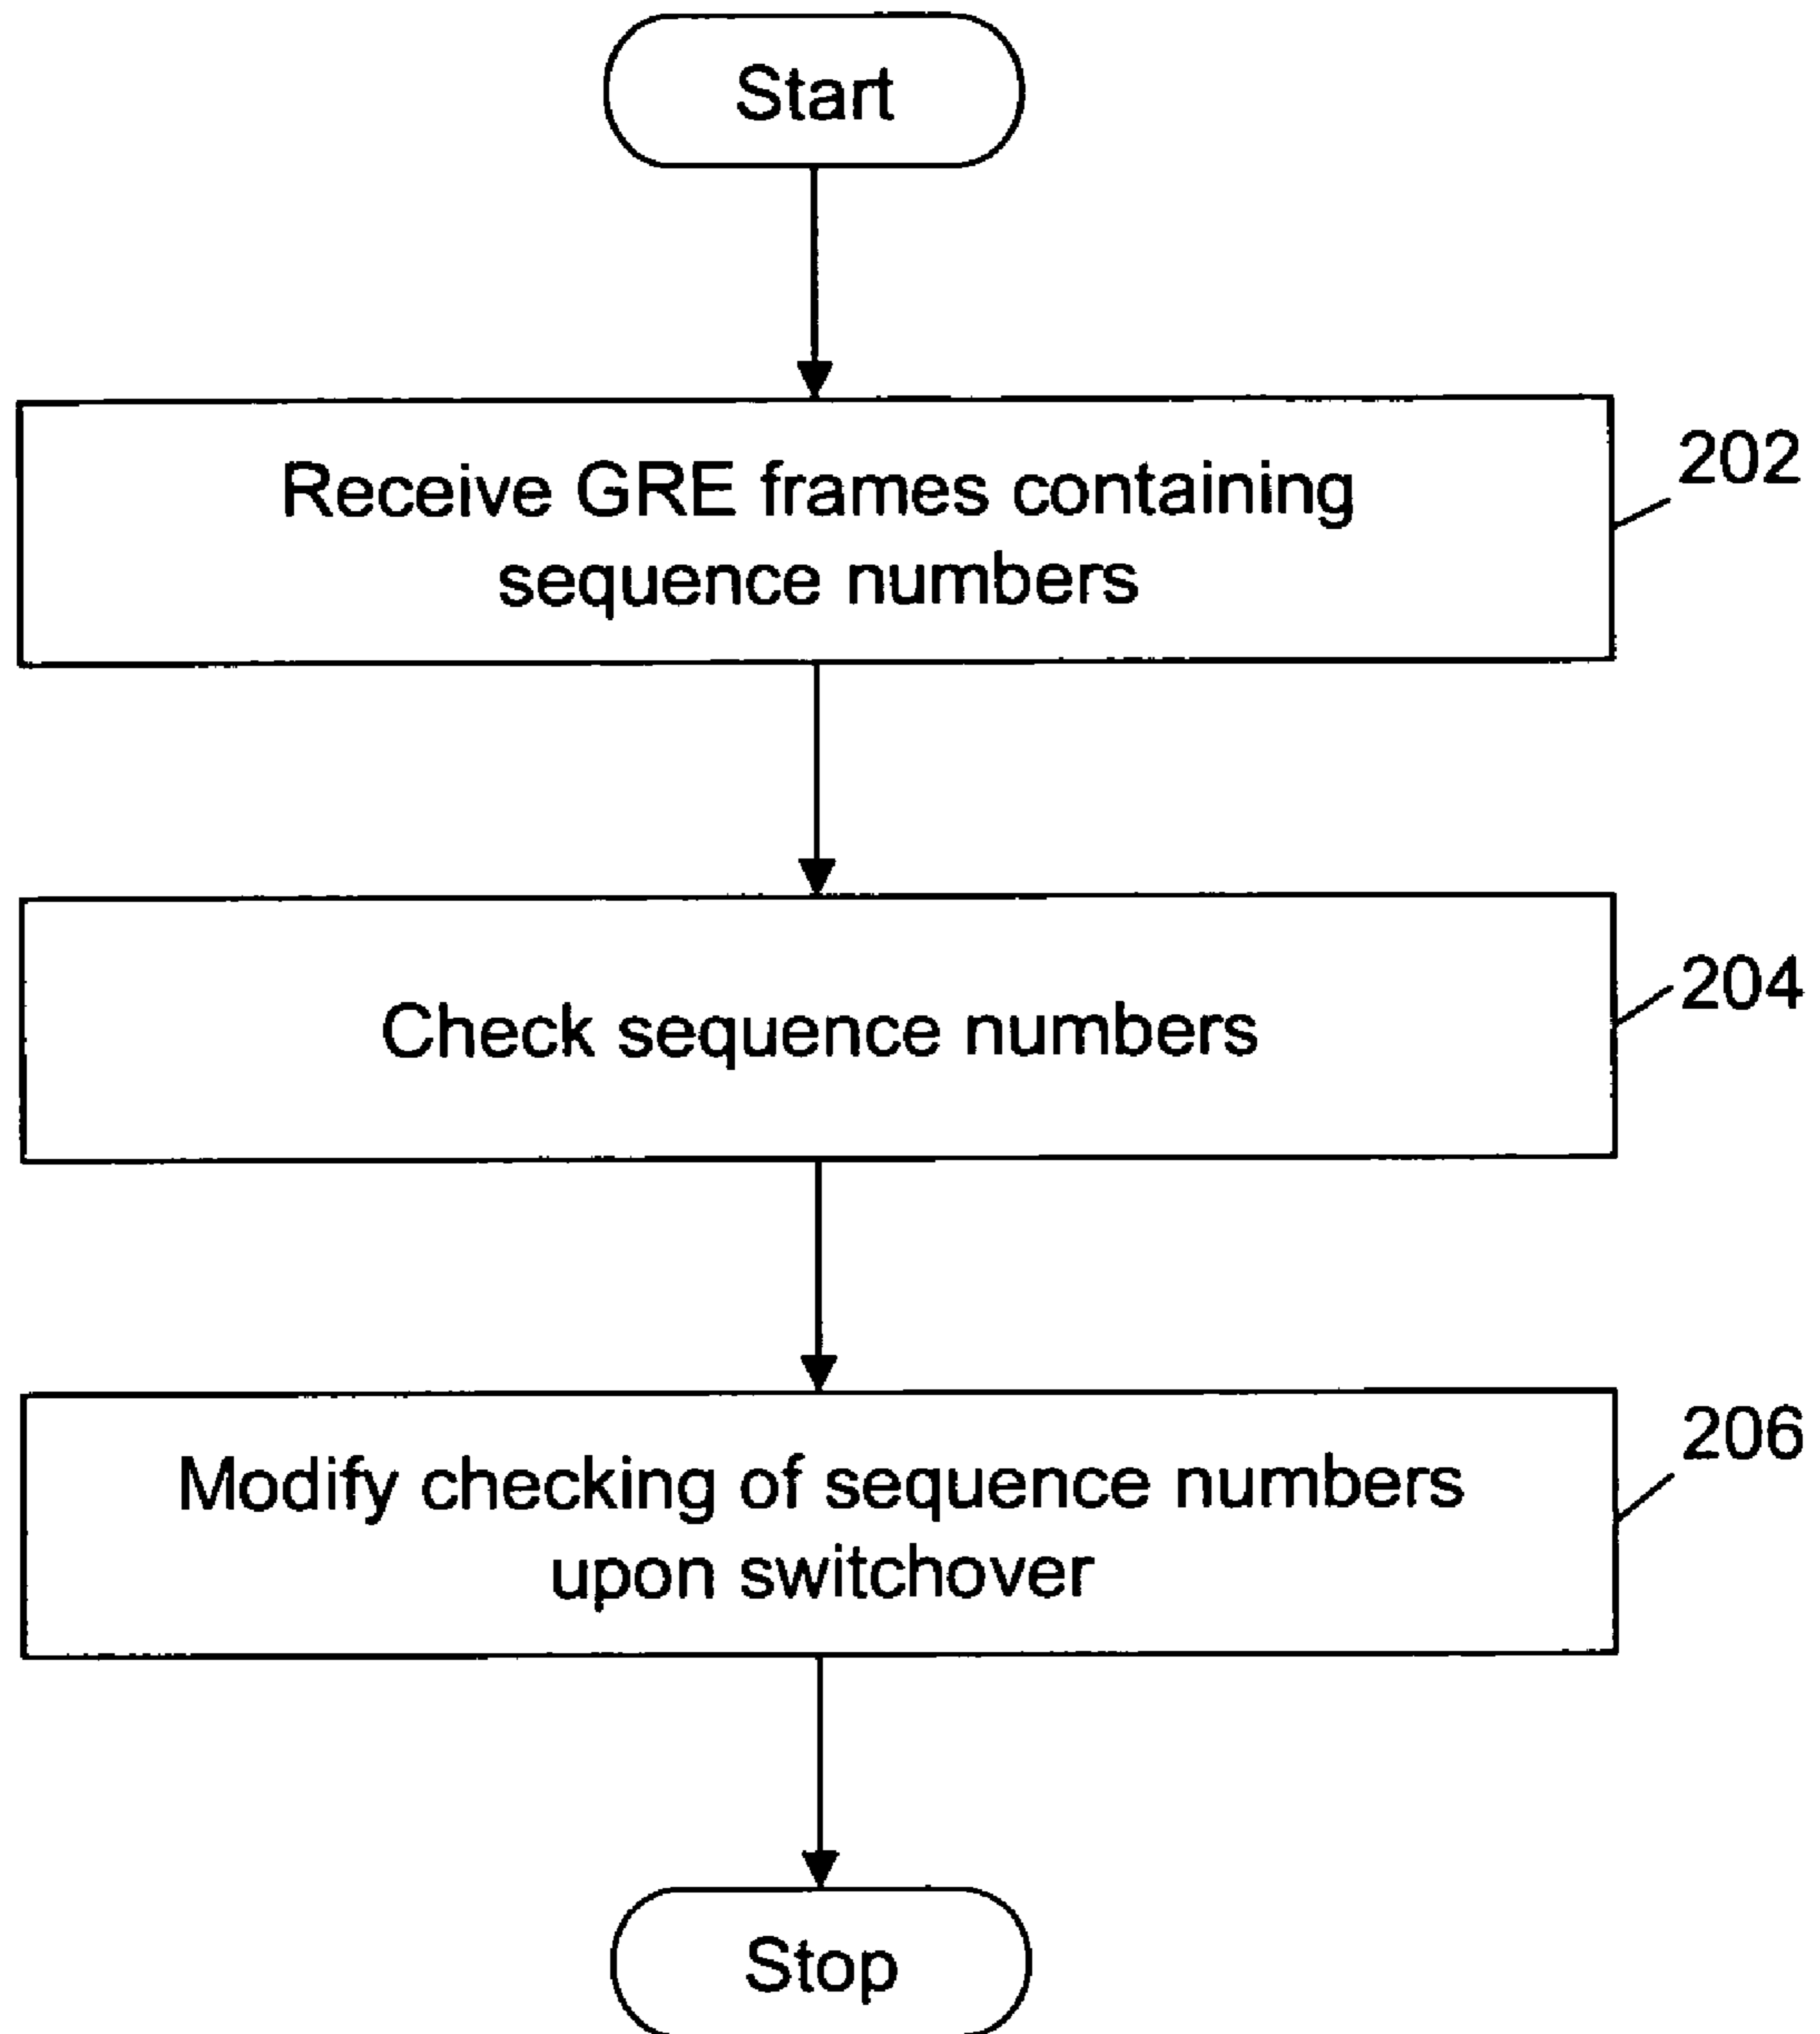 Start
Receive GRE frames containing
sequence numbers
202
Check sequence numbers
204
Modify checking of sequence numbers
upon switchover
206
Stop